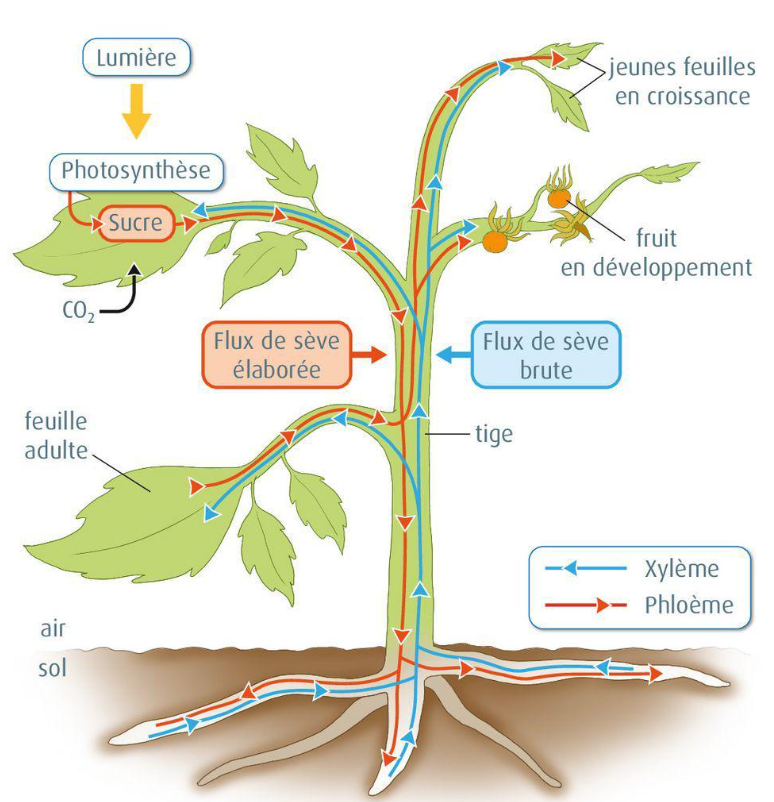 Lumière
Photosynthèse
Sucre
CO₂
jeunes feuilles
en croissance
fruit
en développement
Flux de sève
élaborée
Flux de sève
brute
feuille
adulte
tige
Xylème
Phloème
air
sol